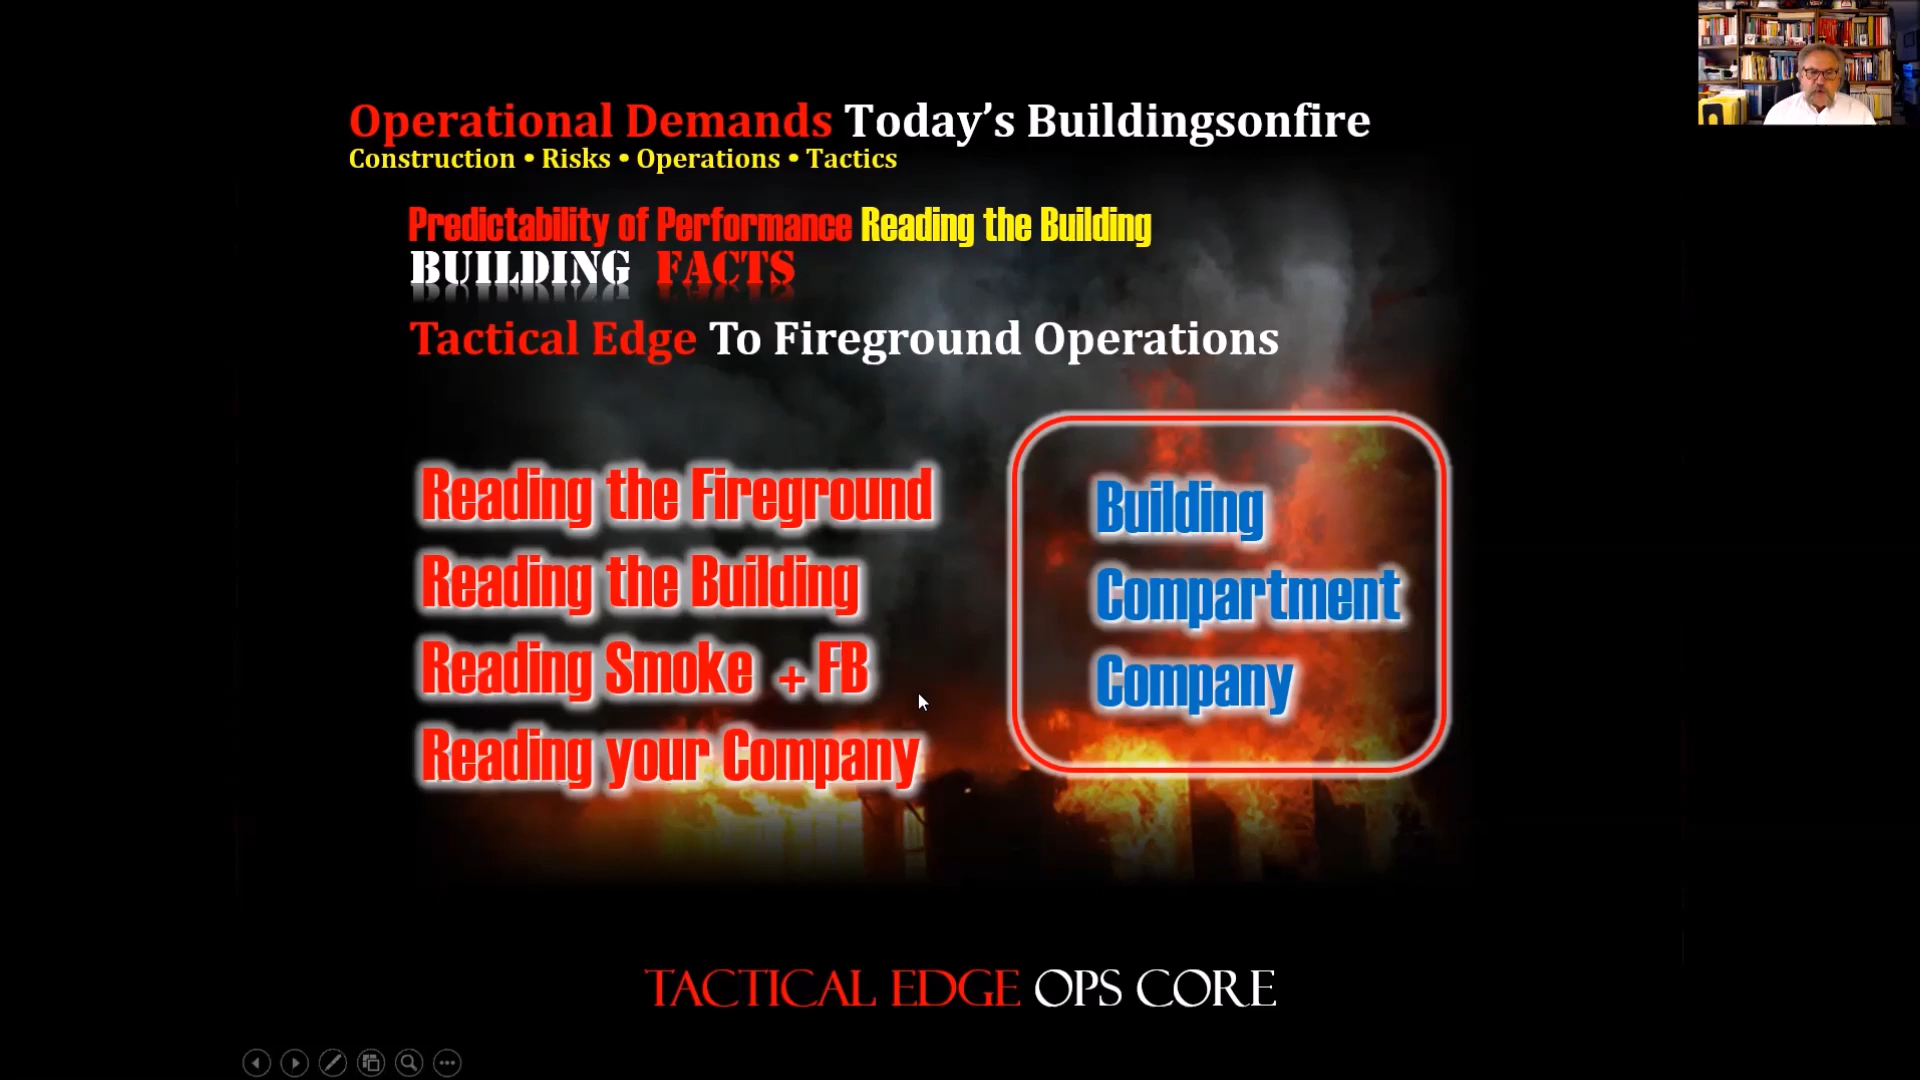 Operational Demands Today's Buildingsonfire
Construction • Risks • Operations • Tactics
Predictability of Performance Reading the Building
BUILDING FACTS
Tactical Edge To Fireground Operations
Reading the Fireground
Reading the Building
Reading Smoke + FB
Reading your Company
Building
Compartment
Company
TACTICAL EDGE OPS CORE